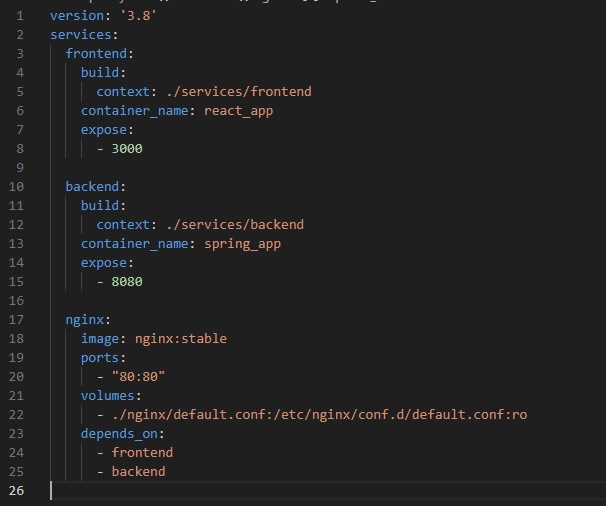 1 version: '3.8'
2 services:
3   frontend:
4     build:
5       context: ./services/frontend
6     container_name: react_app
7     expose:
8       - 3000
9
10   backend:
11     build:
12       context: ./services/backend
13     container_name: spring_app
14     expose:
15       - 8080
16
17   nginx:
18     image: nginx:stable
19     ports:
20       - "80:80"
21     volumes:
22       - ./nginx/default.conf:/etc/nginx/conf.d/default.conf:ro
23     depends_on:
24       - frontend
25       - backend
26